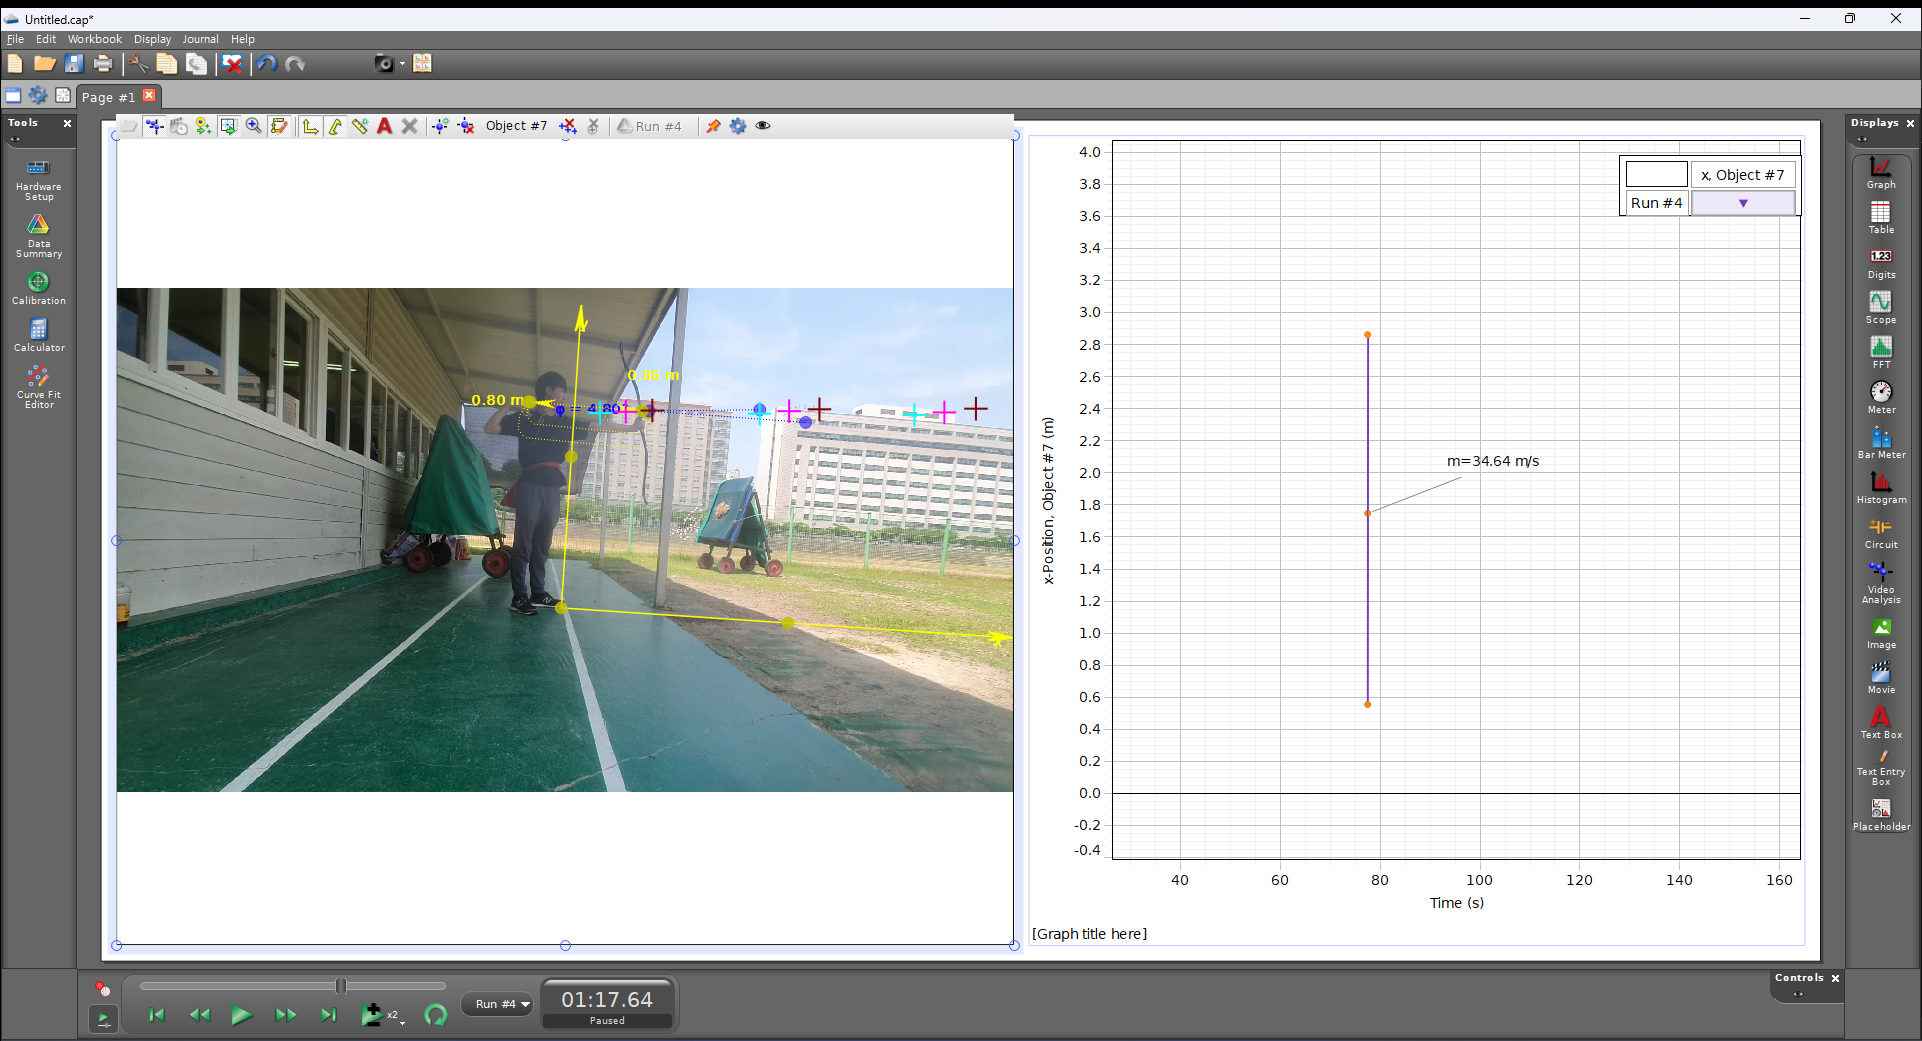 Untitled.cap*
File Edit Workbook Display Journal Help
Page #1
Tools
Object #7
Run #4
Displays
Hardware
Setup
Data
Summary
Calibration
Calculator
Curve Fit
Editor
0.86 m
0.80 m
φ = 4.80°
4.0
3.8
3.6
3.4
3.2
3.0
2.8
2.6
2.4
2.2
2.0
1.8
1.6
1.4
1.2
1.0
0.8
0.6
0.4
0.2
0.0
-0.2
-0.4
x-Position, Object #7 (m)
x, Object #7
Run #4
m=34.64 m/s
40 60 80 100 120 140 160
Time (s)
[Graph title here]
Graph
Table
1.23
Digits
Scope
FFT
Meter
Bar Meter
Histogram
Circuit
Video
Analysis
Image
Movie
Text Box
Text Entry
Box
Placeholder
x2
Run #4
01:17.64
Paused
Controls